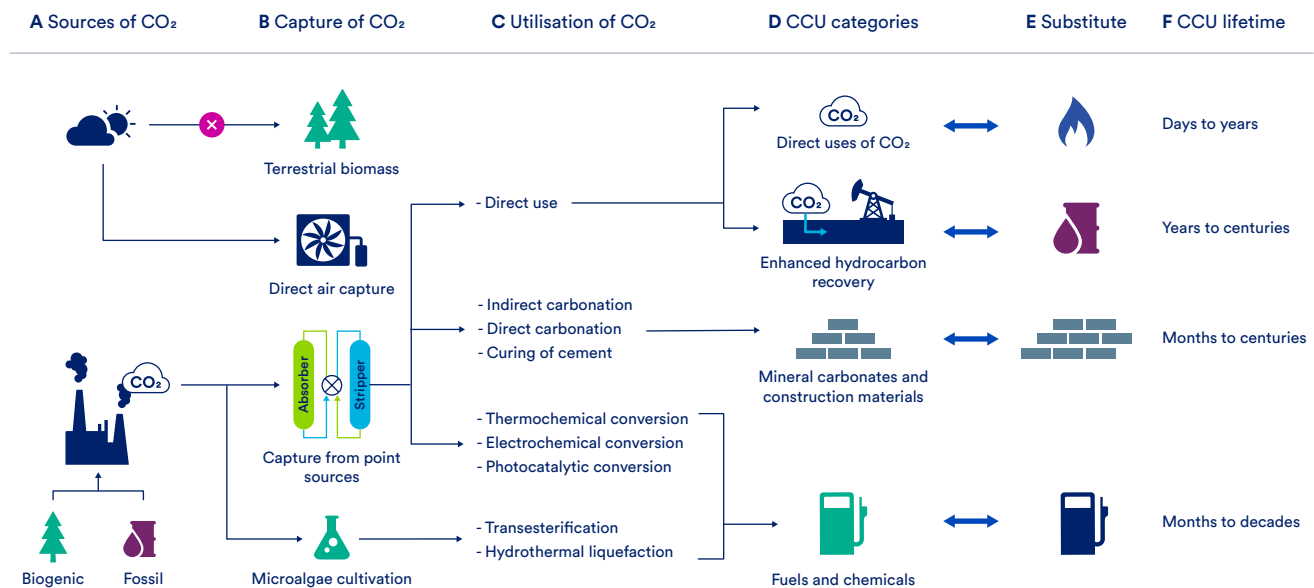 A Sources of CO₂
B Capture of CO₂
C Utilisation of CO₂
D CCU categories
E Substitute
F CCU lifetime
Terrestrial biomass
Direct air capture
CO₂
Absorber
Stripper
Capture from point
sources
Biogenic
Fossil
Microalgae cultivation
- Direct use
- Indirect carbonation
- Direct carbonation
- Curing of cement
- Thermochemical conversion
- Electrochemical conversion
- Photocatalytic conversion
- Transesterification
- Hydrothermal liquefaction
CO₂
Direct uses of CO₂
CO₂
Enhanced hydrocarbon
recovery
Mineral carbonates and
construction materials
Fuels and chemicals
Days to years
Years to centuries
Months to centuries
Months to decades